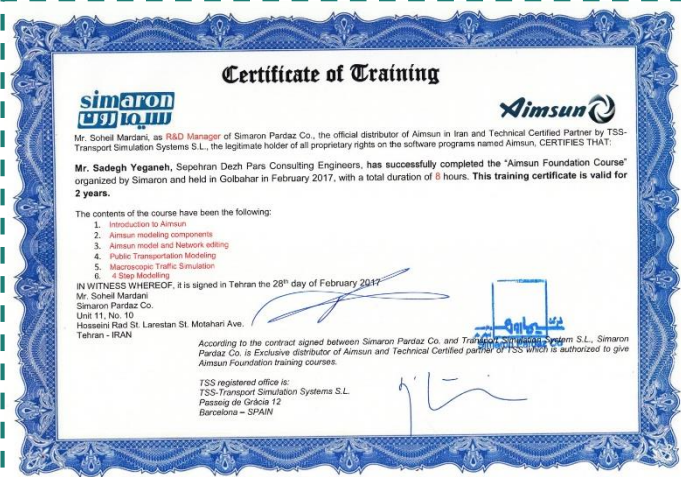 Certificate of Training
simaron
سیمارون
Aimsun
Mr. Soheil Mardani, as R&D Manager of Simaron Pardaz Co., the official distributor of Aimsun in Iran and Technical Certified Partner by TSS-
Transport Simulation Systems S.L., the legitimate holder of all proprietary rights on the software programs named Aimsun, CERTIFIES THAT:
Mr. Sadegh Yeganeh, Sepehran Dezh Pars Consulting Engineers, has successfully completed the "Aimsun Foundation Course"
organized by Simaron and held in Golbahar in February 2017, with a total duration of 8 hours. This training certificate is valid for
2 years.
The contents of the course have been the following:
1. Introduction to Aimsun
2. Aimsun modeling components
3. Aimsun model and Network editing
4. Public Transportation Modeling
5. Macroscopic Traffic Simulation
6. 4 Step Modelling
IN WITNESS WHEREOF, it is signed in Tehran the 28th day of February 2017
Mr. Soheil Mardani
Simaron Pardaz Co.
Unit 11, No. 10
Hosseini Rad St. Larestan St. Motahari Ave.
Tehran - IRAN
Simaron Pardaz Co
According to the contract signed between Simaron Pardaz Co. and Transport Simulation System S.L., Simaron
Pardaz Co. is Exclusive distributor of Aimsun and Technical Certified partner of TSS which is authorized to give
Aimsun Foundation training courses.
TSS registered office is:
TSS-Transport Simulation Systems S.L.
Passeig de Gràcia 12
Barcelona – SPAIN